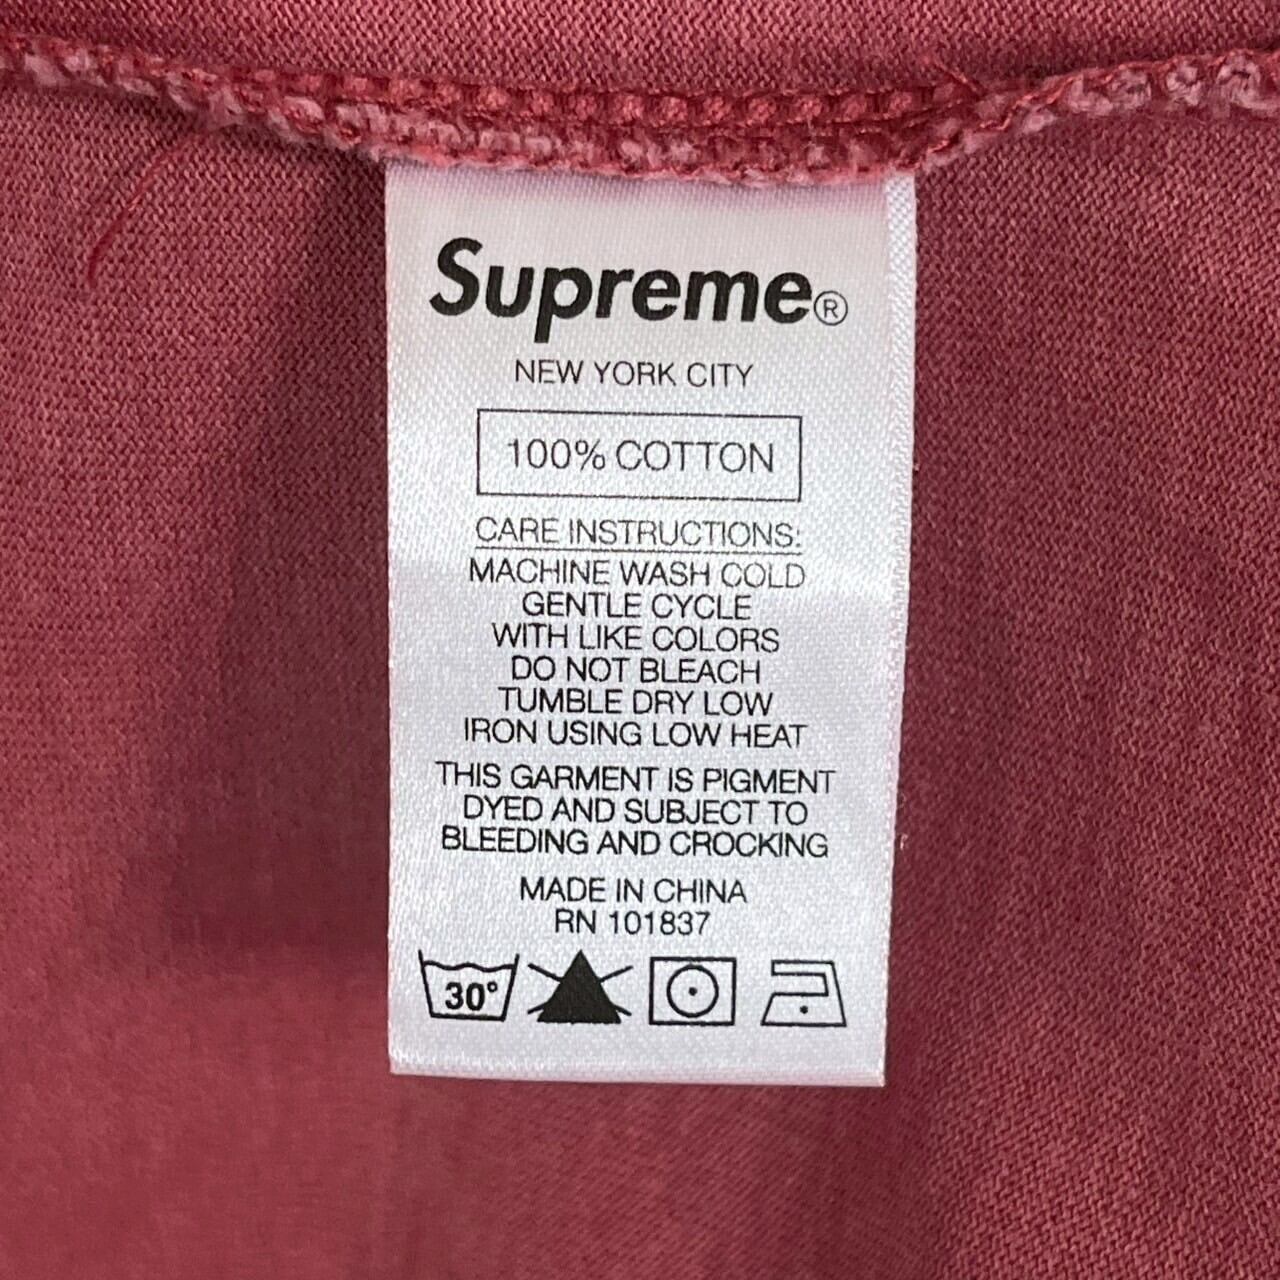 Supreme®
NEW YORK CITY
100% COTTON
CARE INSTRUCTIONS:
MACHINE WASH COLD
GENTLE CYCLE
WITH LIKE COLORS
DO NOT BLEACH
TUMBLE DRY LOW
IRON USING LOW HEAT
THIS GARMENT IS PIGMENT
DYED AND SUBJECT TO
BLEEDING AND CROCKING
MADE IN CHINA
RN 101837
30°